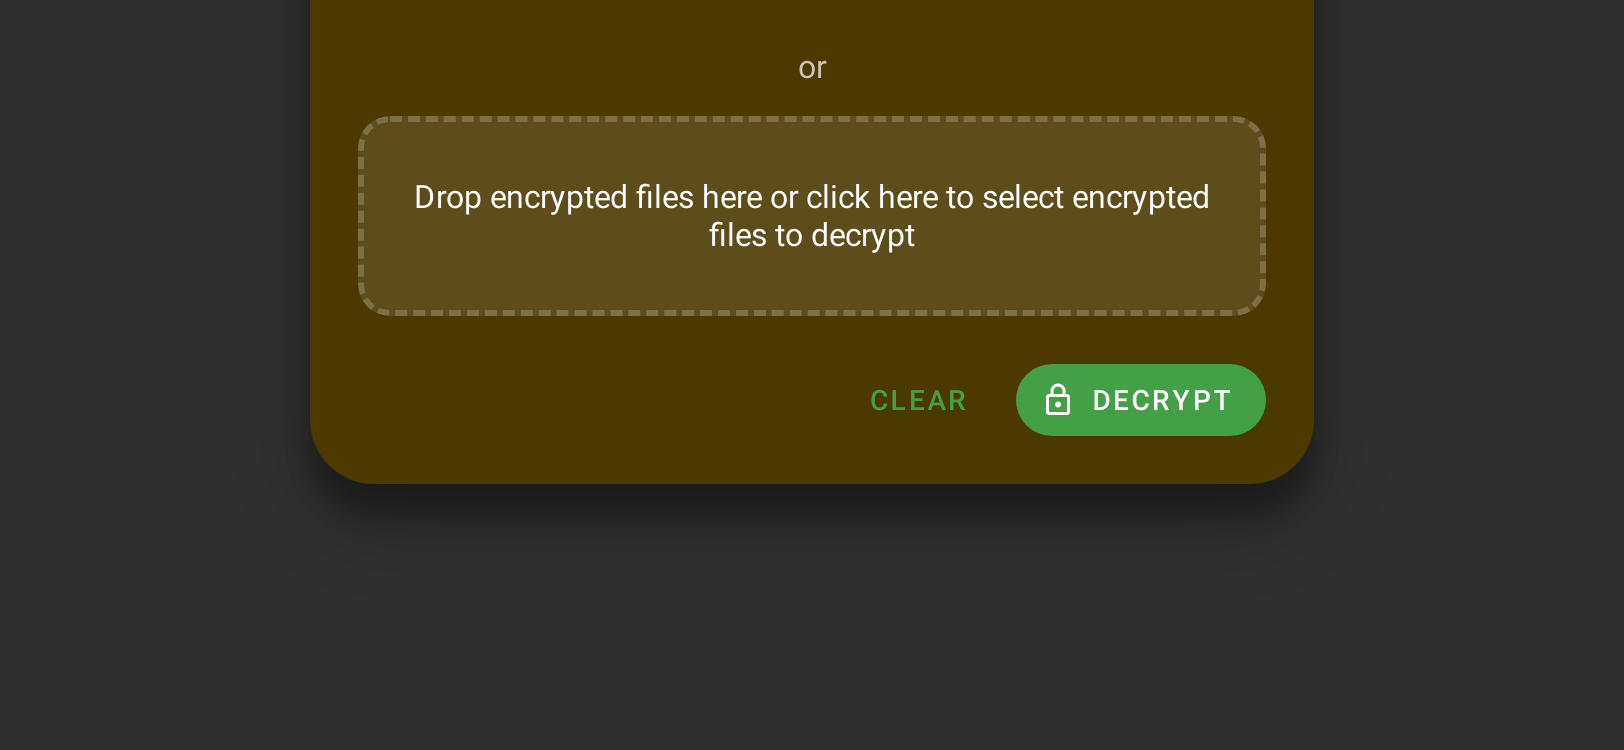 or
Drop encrypted files here or click here to select encrypted
files to decrypt
CLEAR
DECRYPT